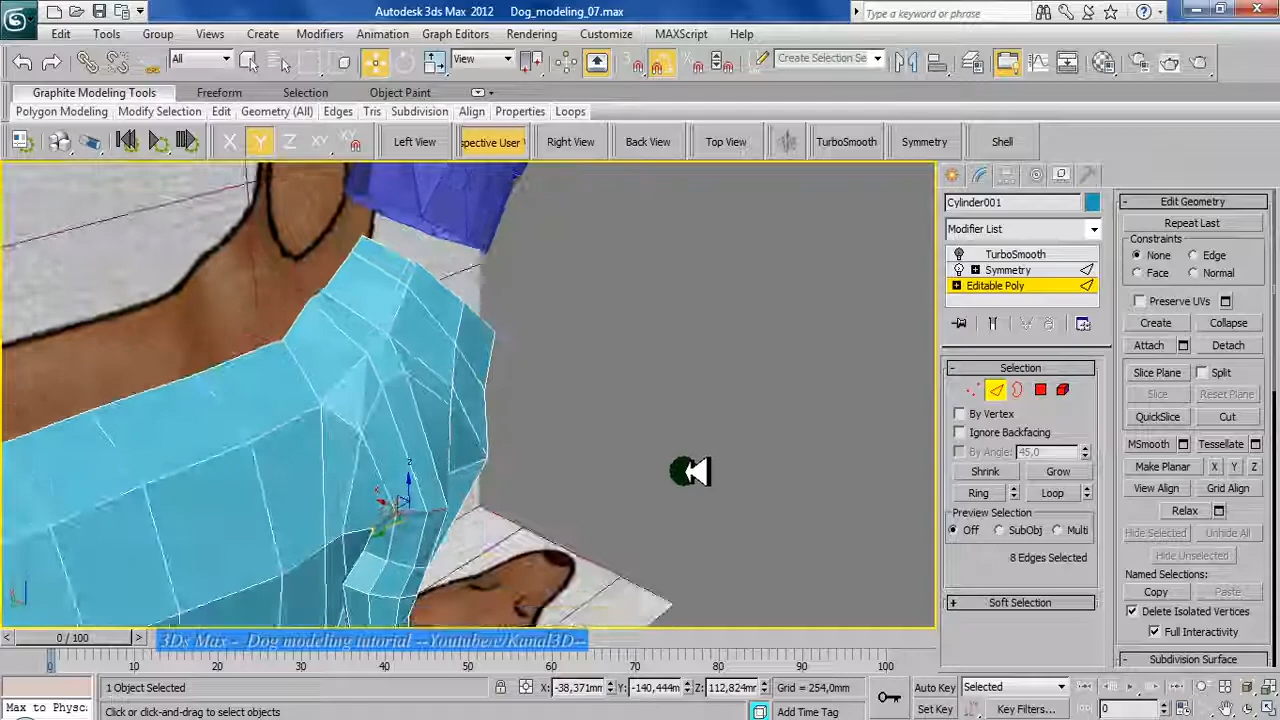 Autodesk 3ds Max 2012 Dog_modeling_07.max
Type a keyword or phrase
Edit Tools Group Views Create Modifiers Animation Graph Editors Rendering Customize MAXScript Help
All View Create Selection Se
Graphite Modeling Tools Freeform Selection Object Paint
Polygon Modeling Modify Selection Edit Geometry (All) Edges Tris Subdivision Align Properties Loops
X Y Z XY XY Left View spective User Right View Back View Top View TurboSmooth Symmetry Shell
Cylinder001
Modifier List
TurboSmooth
Symmetry
Editable Poly
Selection
By Vertex
Ignore Backfacing
By Angle: 45,0
Shrink Grow
Ring Loop
Preview Selection
Off SubObj Multi
8 Edges Selected
Soft Selection
Edit Geometry
Repeat Last
Constraints
None Edge
Face Normal
Preserve UVs
Create Collapse
Attach Detach
Slice Plane Split
Slice Reset Plane
QuickSlice Cut
MSmooth Tessellate
Make Planar X Y Z
View Align Grid Align
Relax
Hide Selected Unhide All
Hide Unselected
Named Selections:
Copy Paste
Delete Isolated Vertices
Full Interactivity
Subdivision Surface
0 / 100
3Ds Max - Dog modeling tutorial --Youtube/c/Kanal3D--
0 10 20 30 40 50 60 70 80 90 100
1 Object Selected X: -38,371mm Y: -140,444mm Z: 112,824mm Grid = 254,0mm Auto Key Selected
Max to Physc. Click or click-and-drag to select objects Add Time Tag Set Key Key Filters... 0